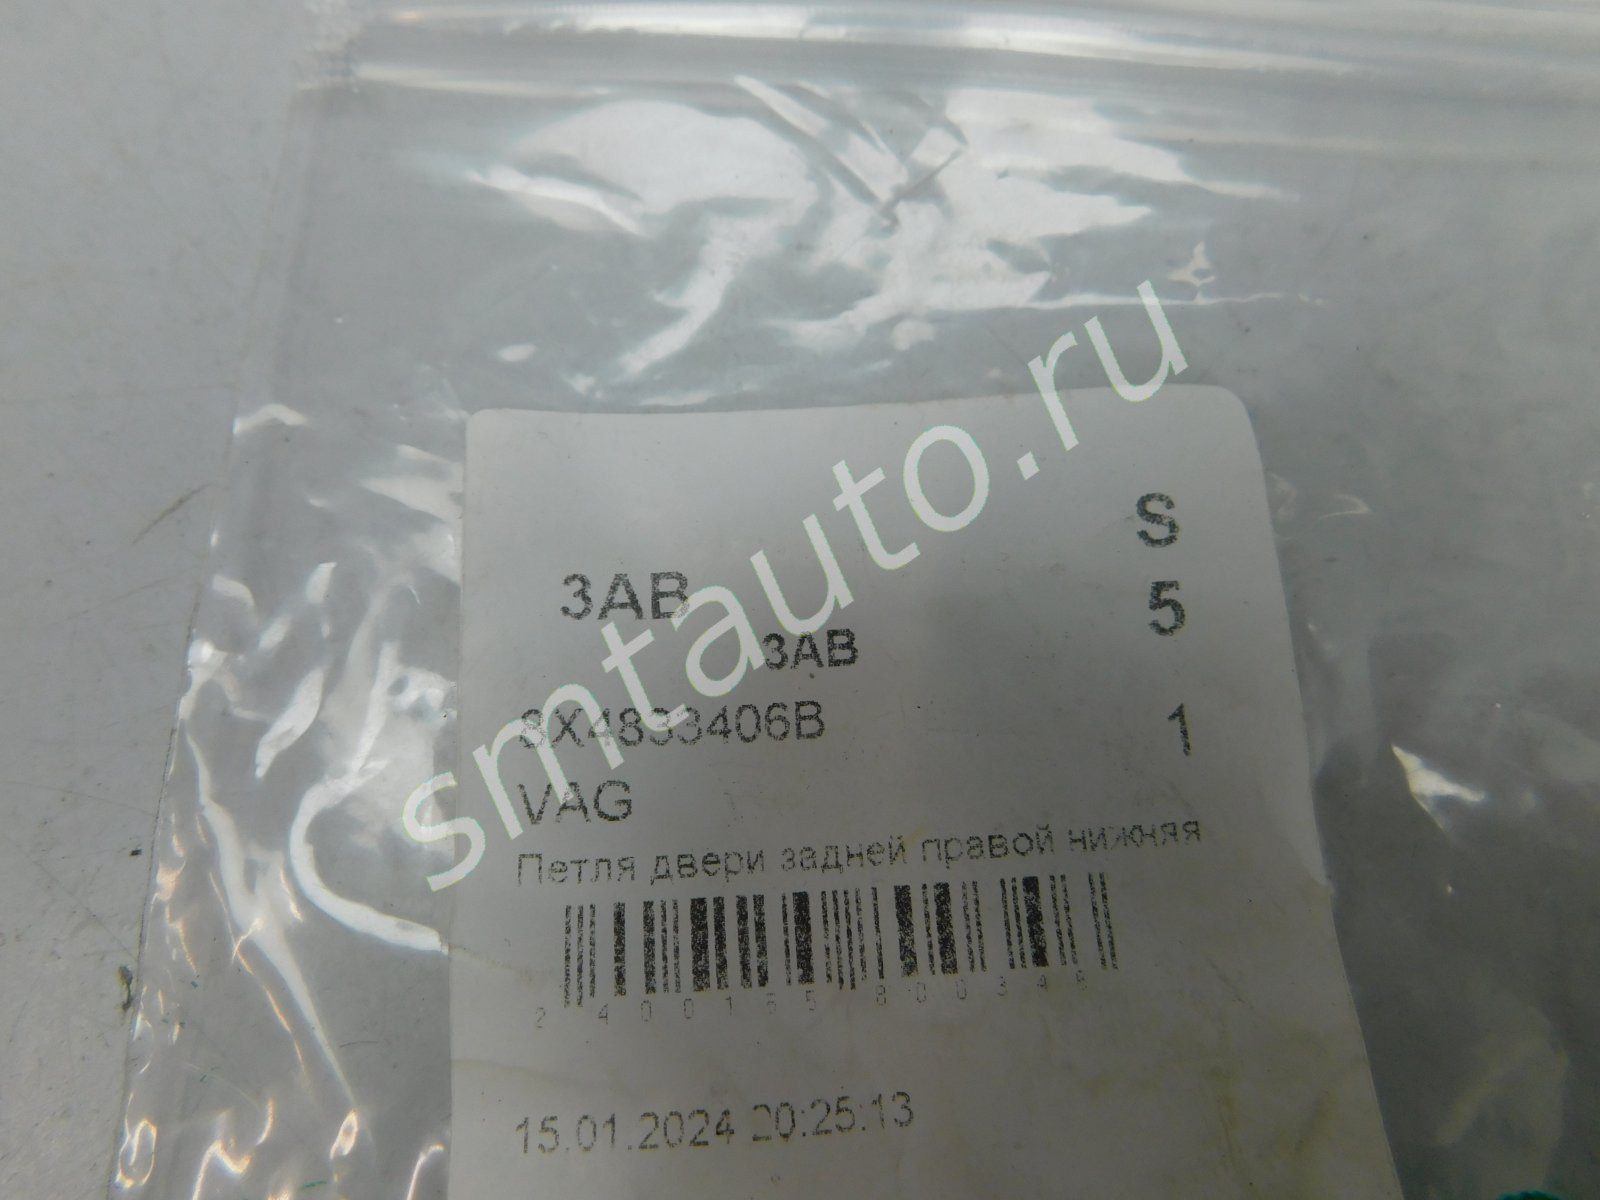 smtauto.ru
S
3AB
5
3AB
8X4833406B
1
VAG
Петля двери задней правой нижняя
15.01.2024 20:25:13